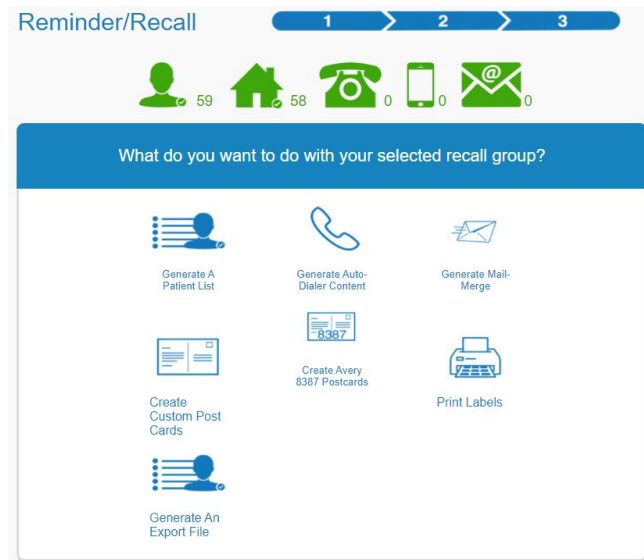 Reminder/Recall
1 2 3
59 58 0 0 @ 0
What do you want to do with your selected recall group?
Generate A
Patient List
Generate Auto-
Dialer Content
Generate Mail-
Merge
8387
Create
Custom Post
Cards
Create Avery
8387 Postcards
Print Labels
Generate An
Export File